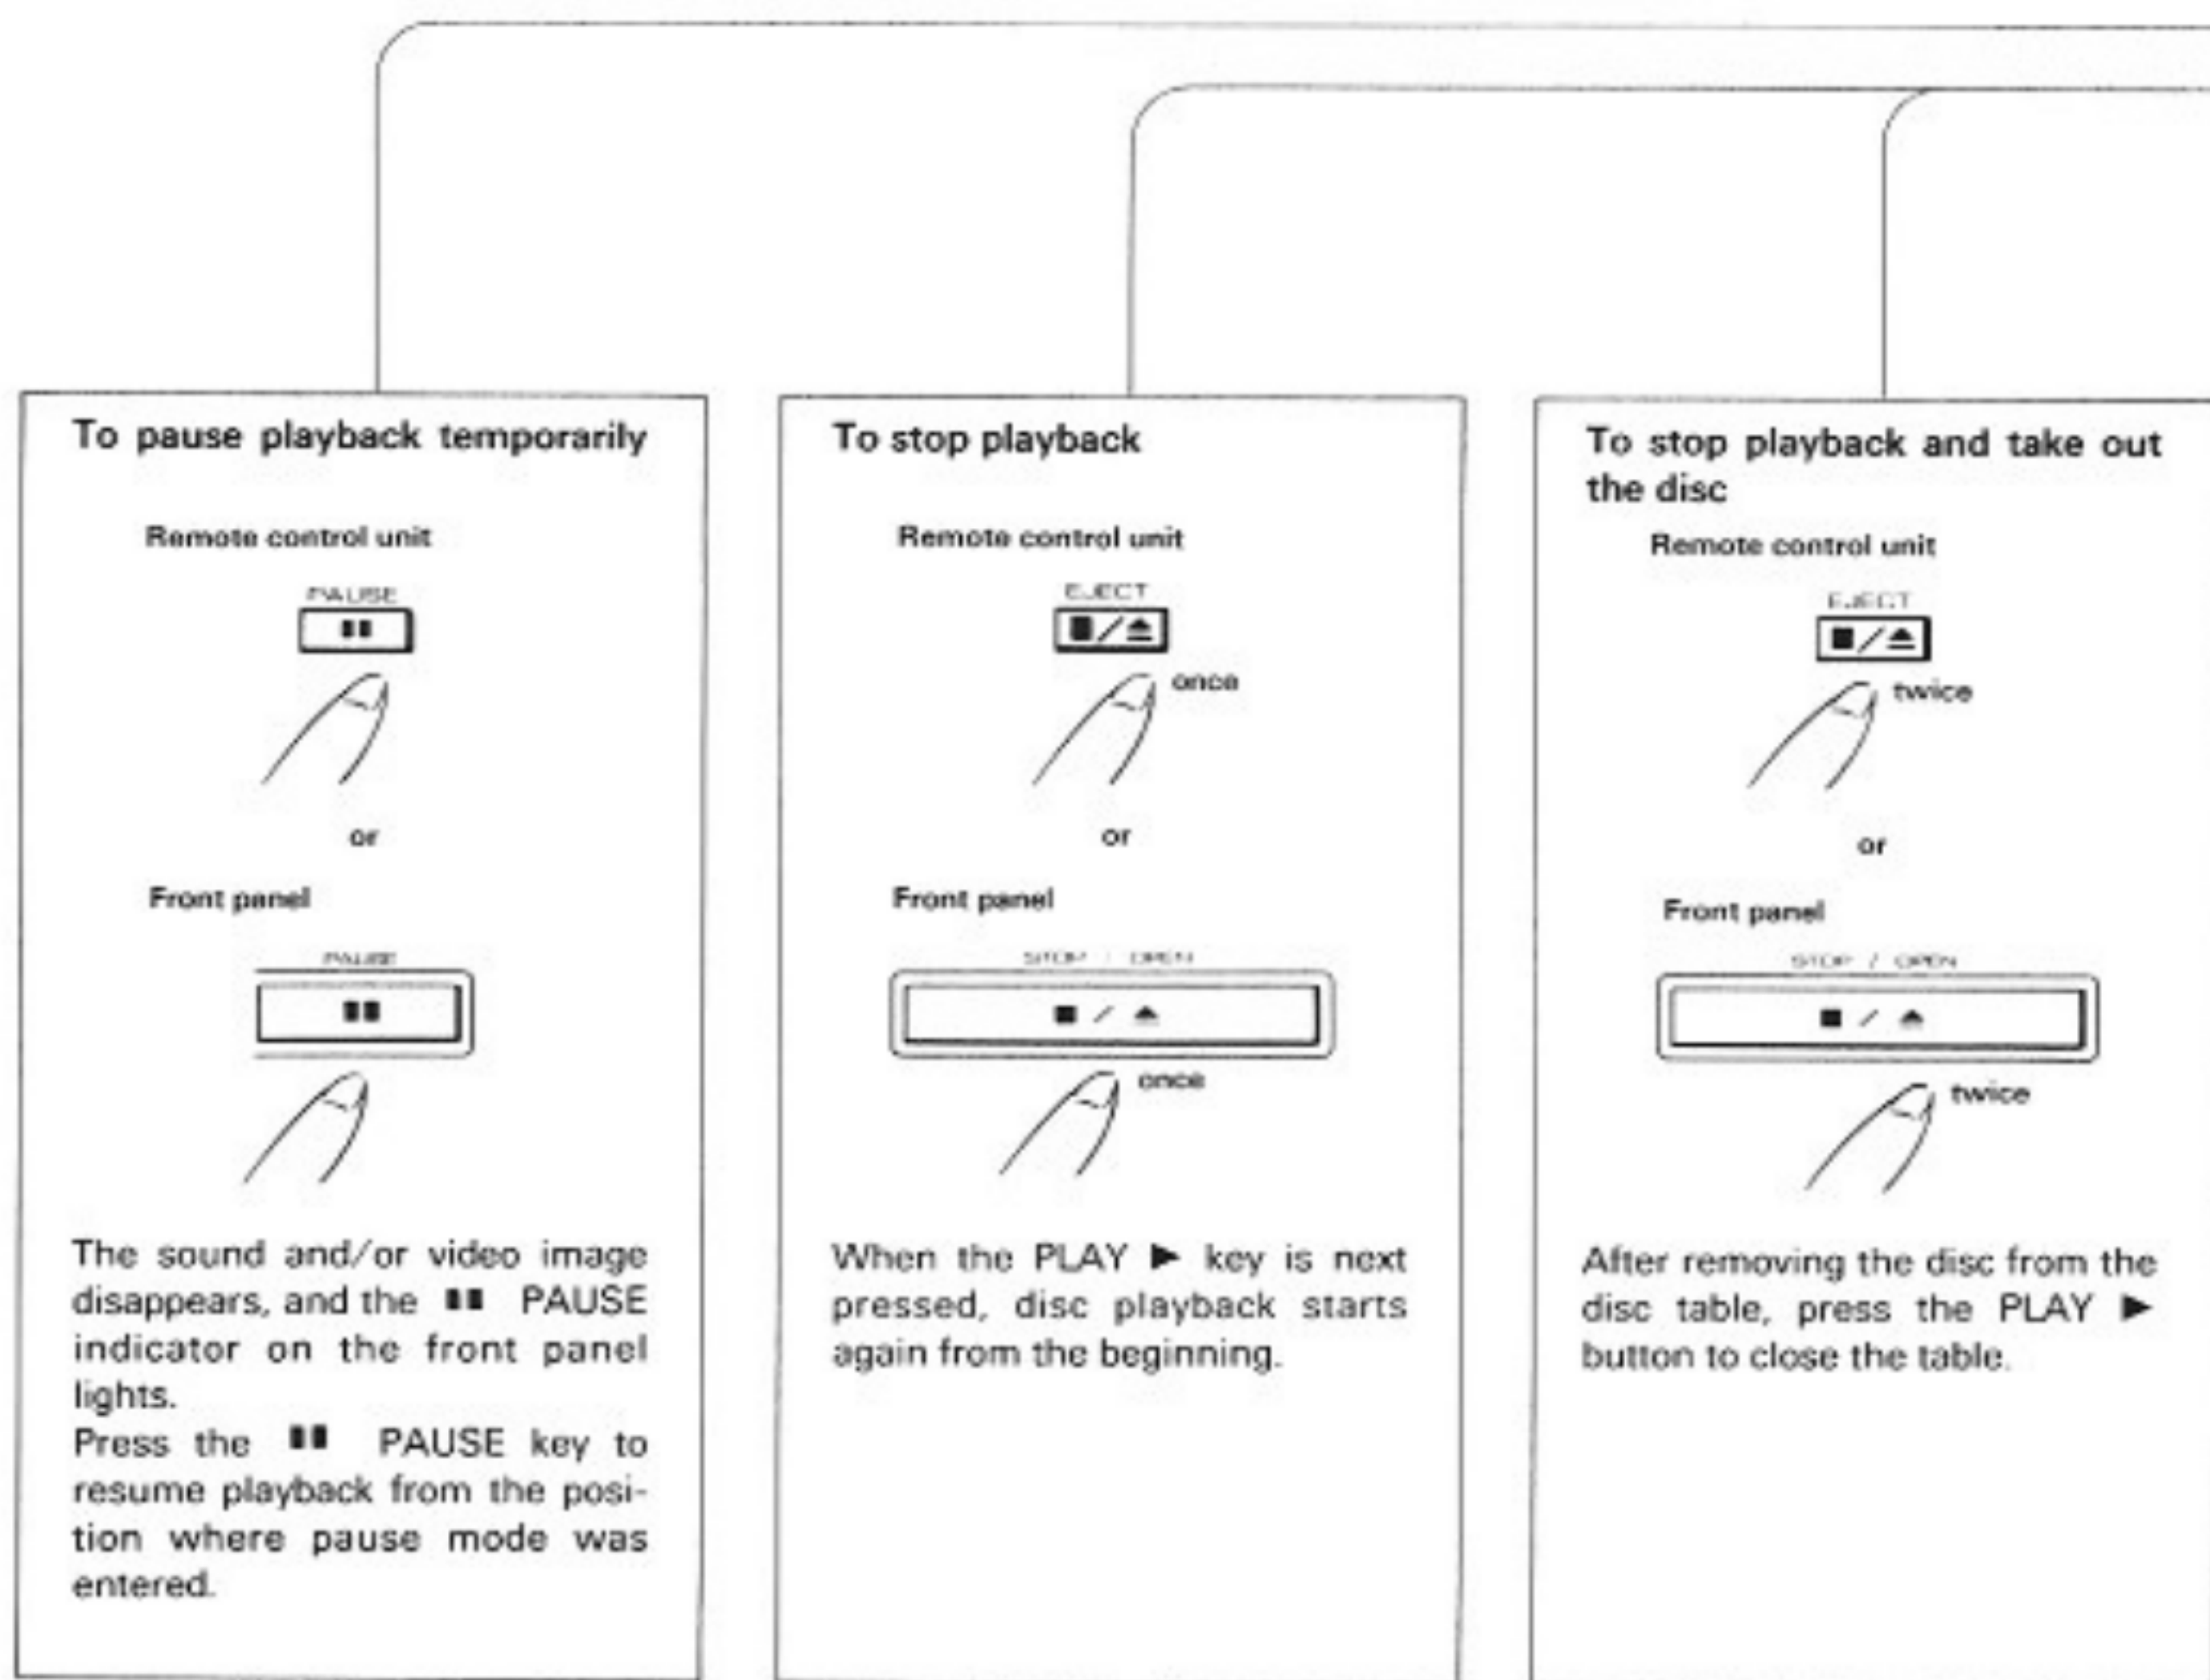 To pause playback temporarily
Remote control unit
PAUSE
or
Front panel
PAUSE
The sound and/or video image
disappears, and the ▮▮ PAUSE
indicator on the front panel
lights.
Press the ▮▮ PAUSE key to
resume playback from the posi-
tion where pause mode was
entered.
To stop playback
Remote control unit
EJECT
■/⏏
once
or
Front panel
STOP / OPEN
■ / ▲
once
When the PLAY ► key is next
pressed, disc playback starts
again from the beginning.
To stop playback and take out
the disc
Remote control unit
EJECT
■/⏏
twice
or
Front panel
STOP / OPEN
■ / ▲
twice
After removing the disc from the
disc table, press the PLAY ►
button to close the table.